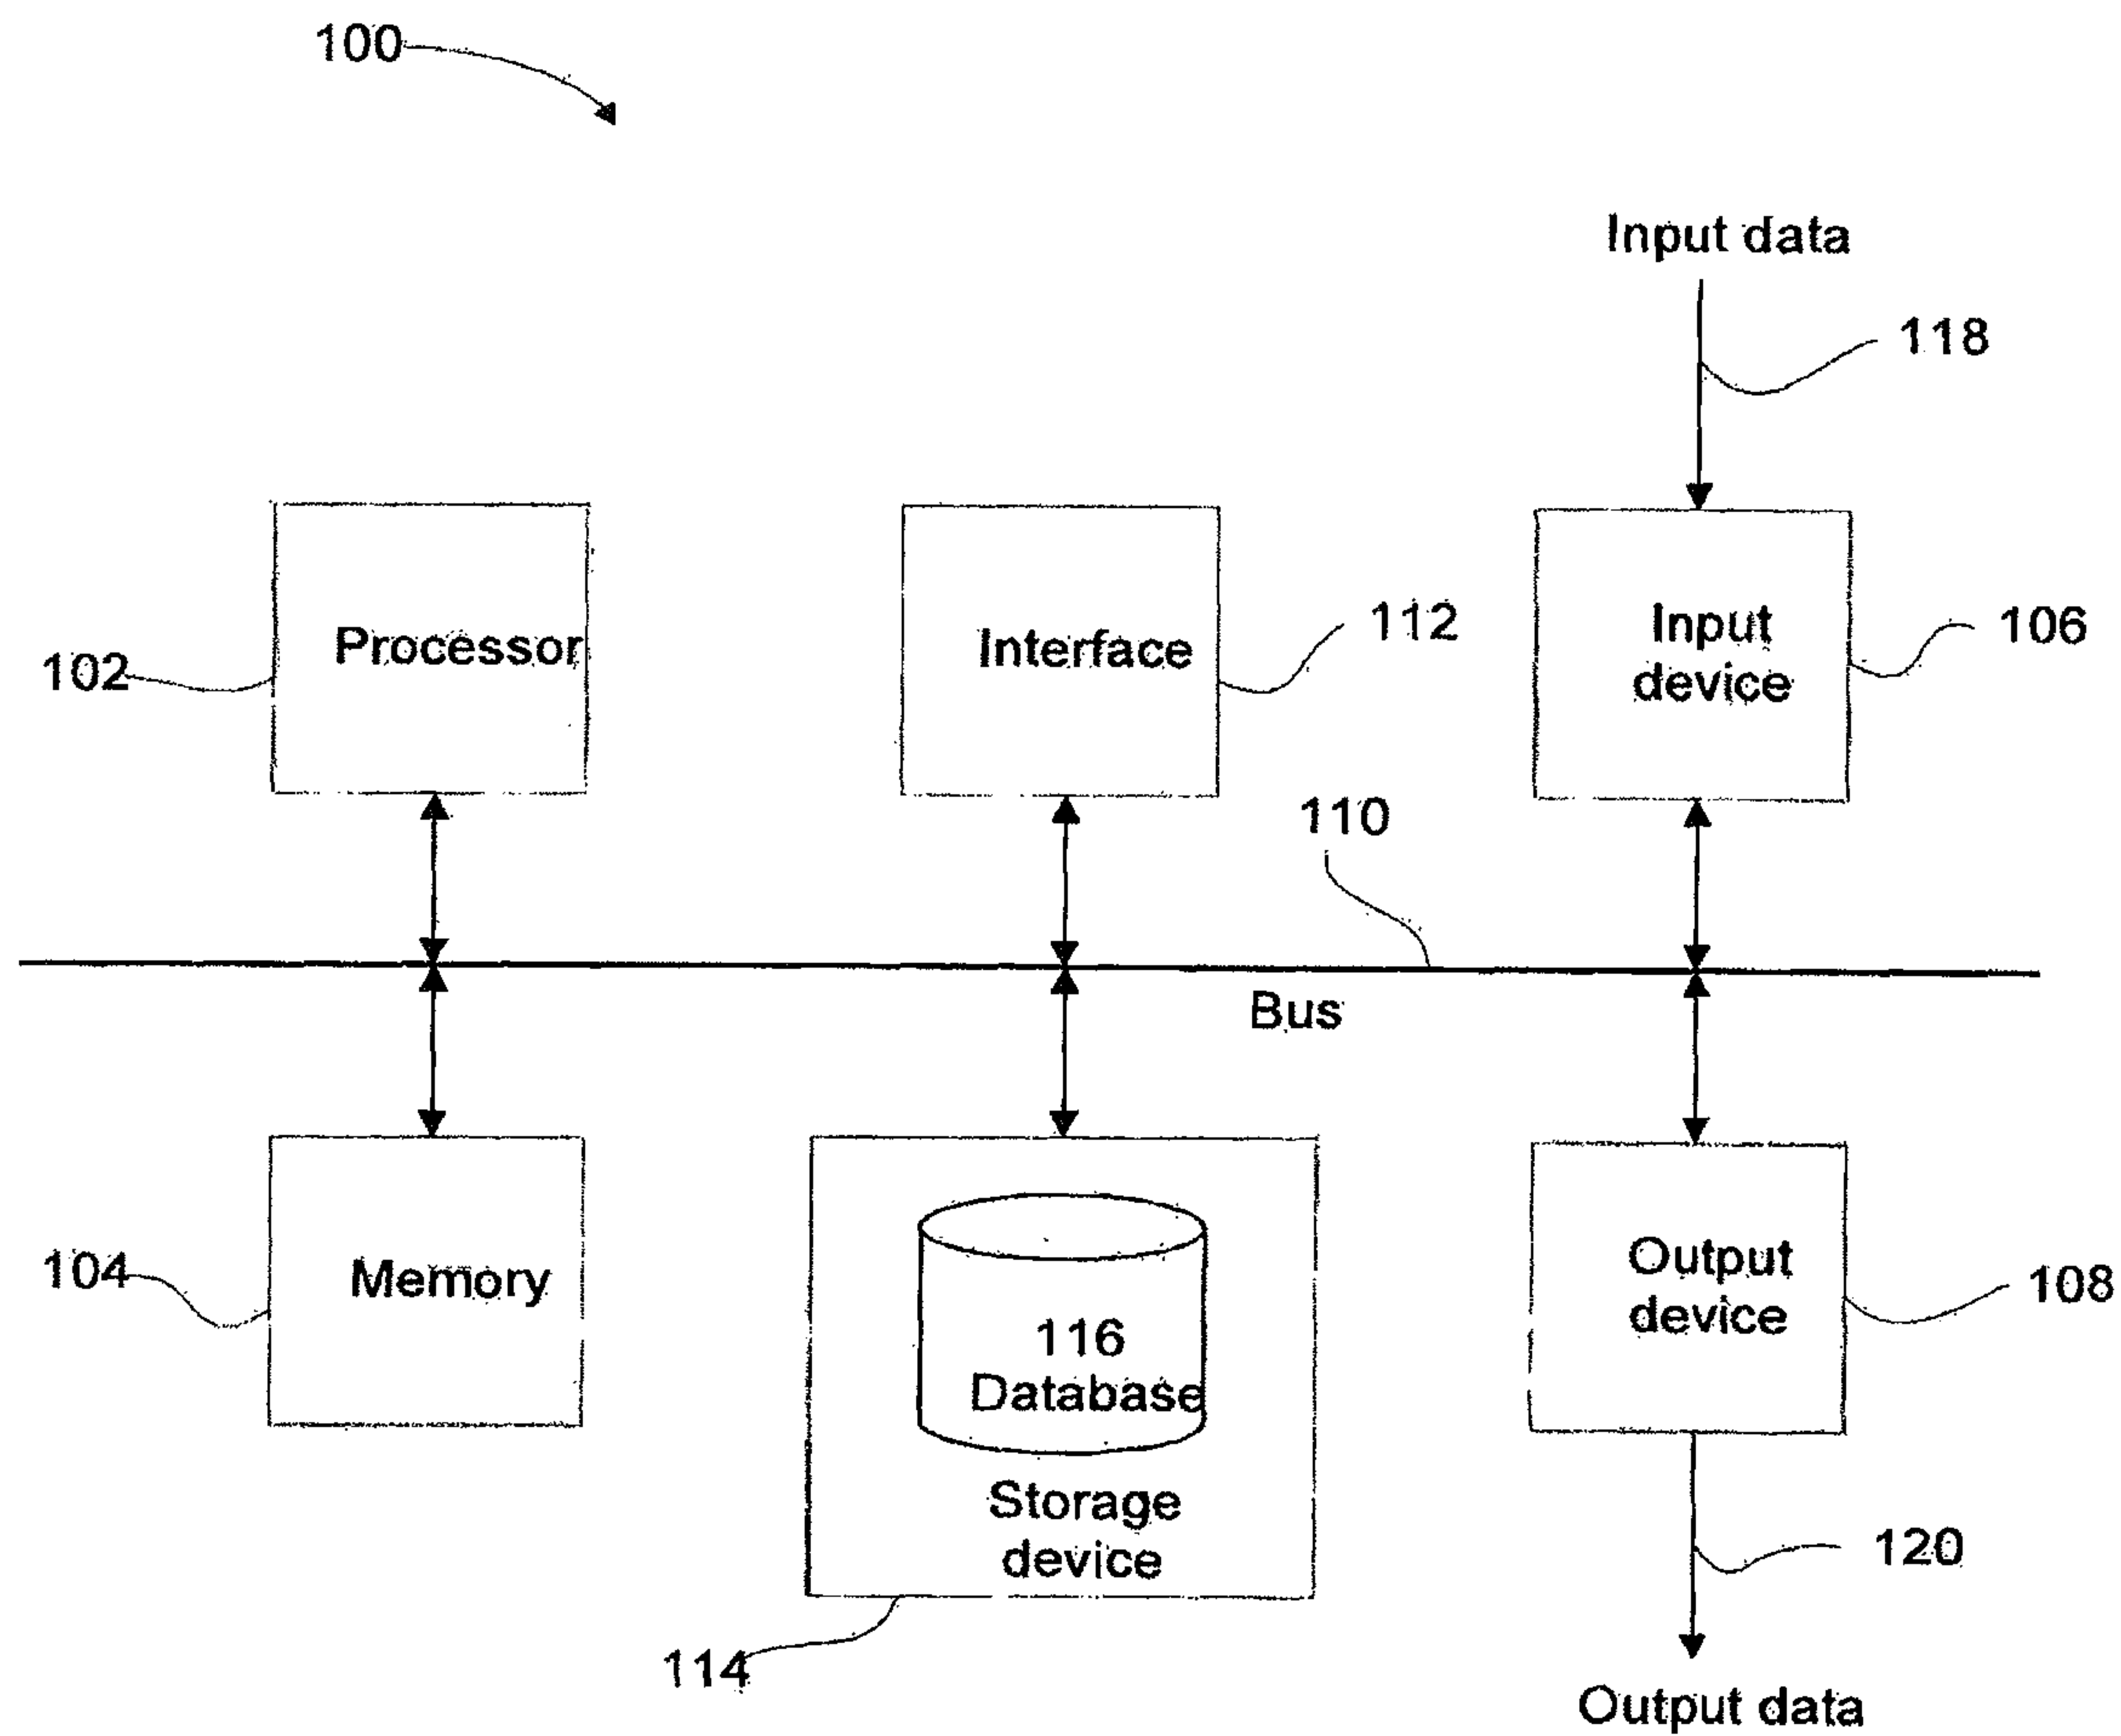 100
Input data
118
Processor
Interface
Input
device
102
112
106
110
Bus
Memory
104
116
Database
Storage
device
114
Output
device
108
120
Output data